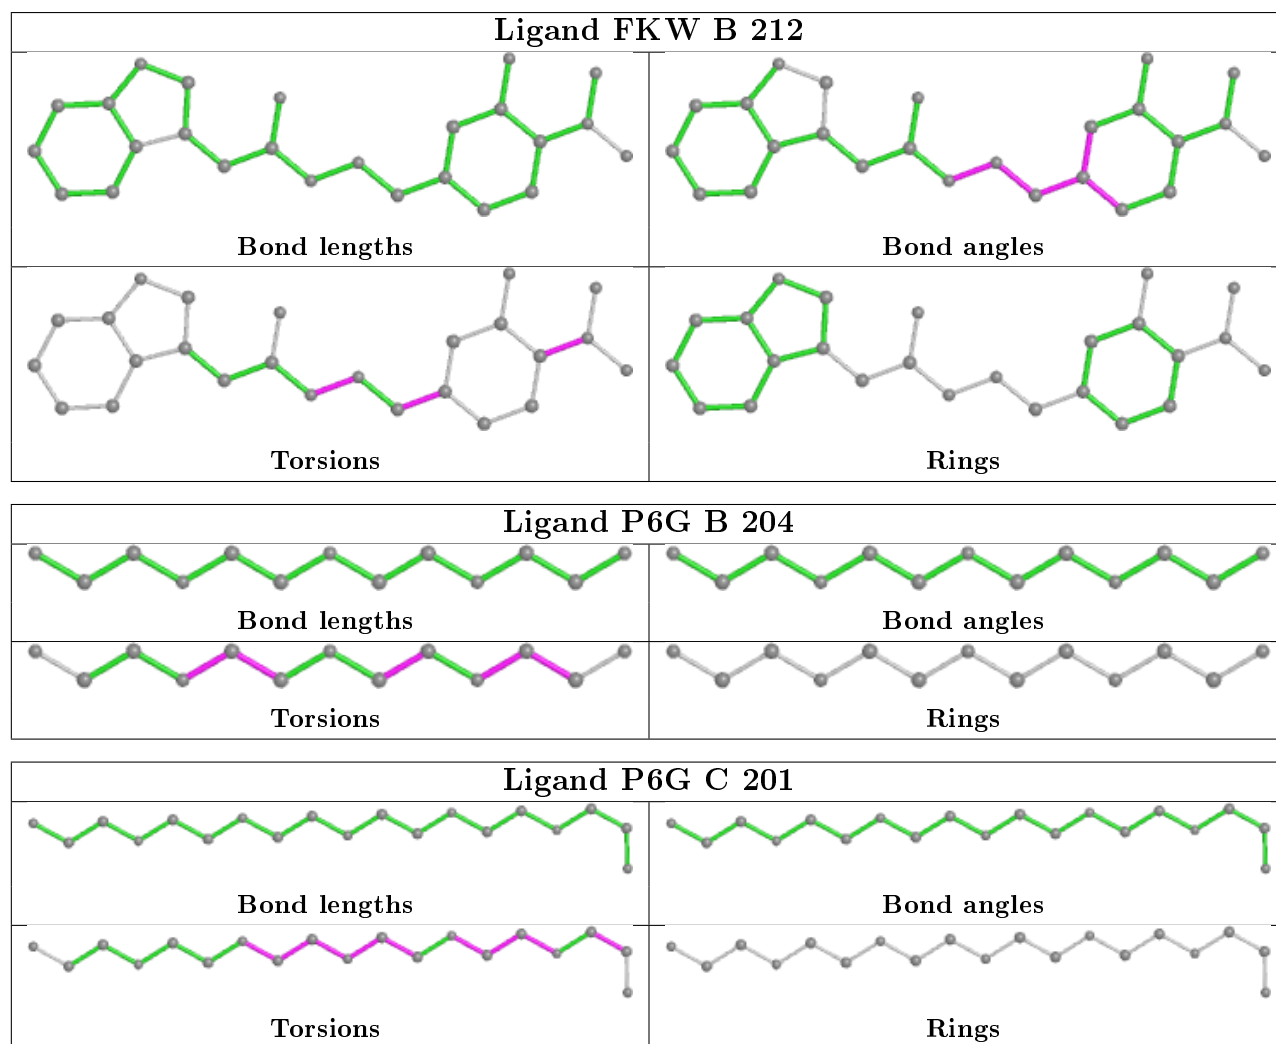 Ligand FKW B 212
Bond lengths
Bond angles
Torsions
Rings
Ligand P6G B 204
Bond lengths
Bond angles
Torsions
Rings
Ligand P6G C 201
Bond lengths
Bond angles
Torsions
Rings